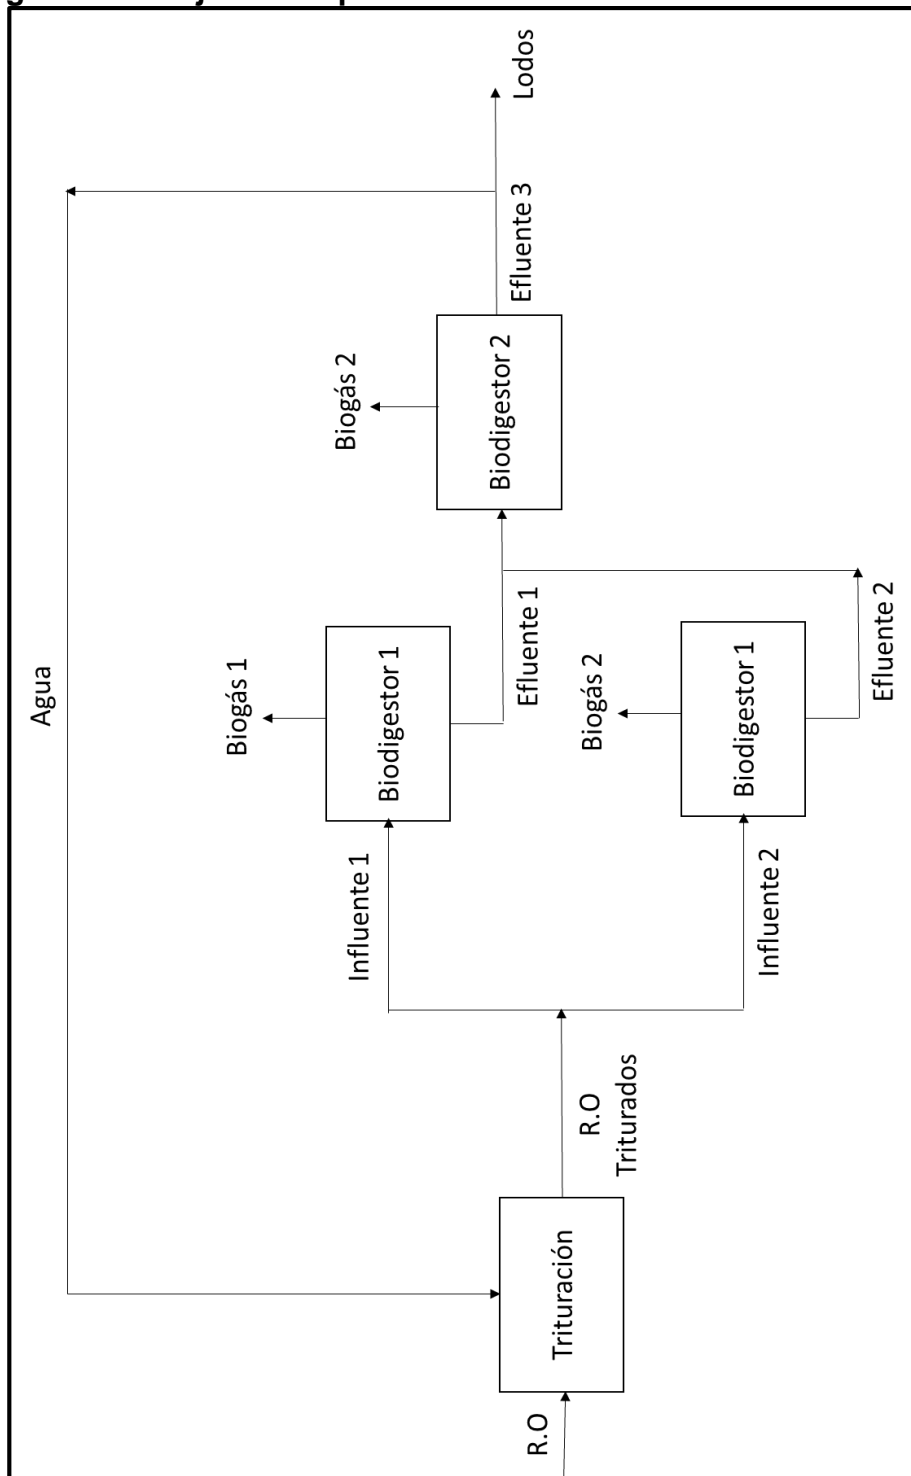 Agua
Biogás 1
Biogás 2
Influente 1
Biodigestor 1
Biodigestor 2
Efluente 1
Efluente 3
Lodos
R.O
Trituración
R.O
Triturados
Biogás 2
Influente 2
Biodigestor 1
Efluente 2